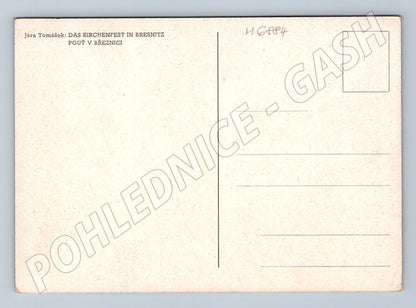 Jára Tomášek: DAS KIRCHENFEST IN BRESNITZ
POUŤ V BŘEZNICI
H6884
POHLEDNICE - GASH